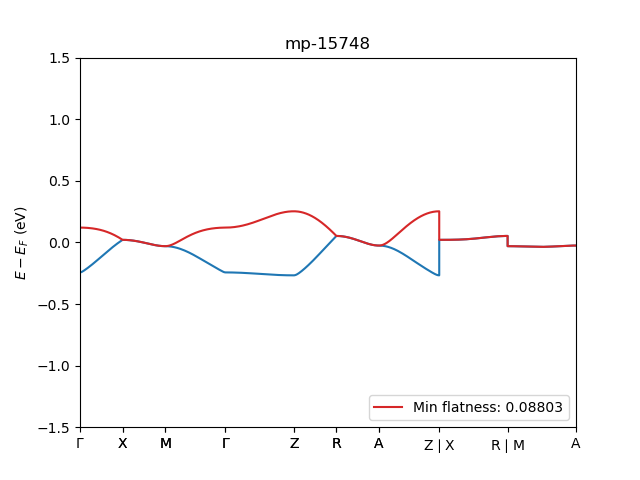 mp-15748
E − E_F (eV)
1.5
1.0
0.5
0.0
−0.5
−1.0
−1.5
Min flatness: 0.08803
Γ X M Γ Z R A Z | X R | M A